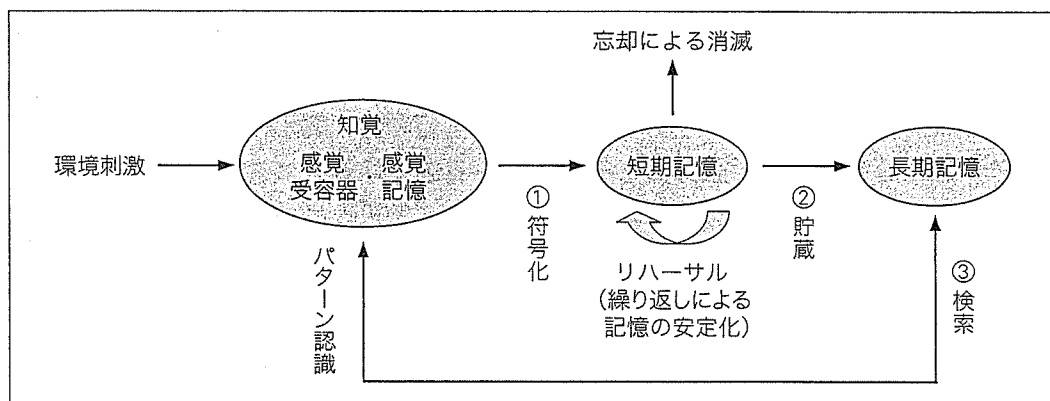 忘却による消滅
環境刺激
知覚
感覚受容器・感覚記憶
①符号化
短期記憶
②貯蔵
長期記憶
リハーサル
(繰り返しによる
記憶の安定化)
パターン認識
③検索